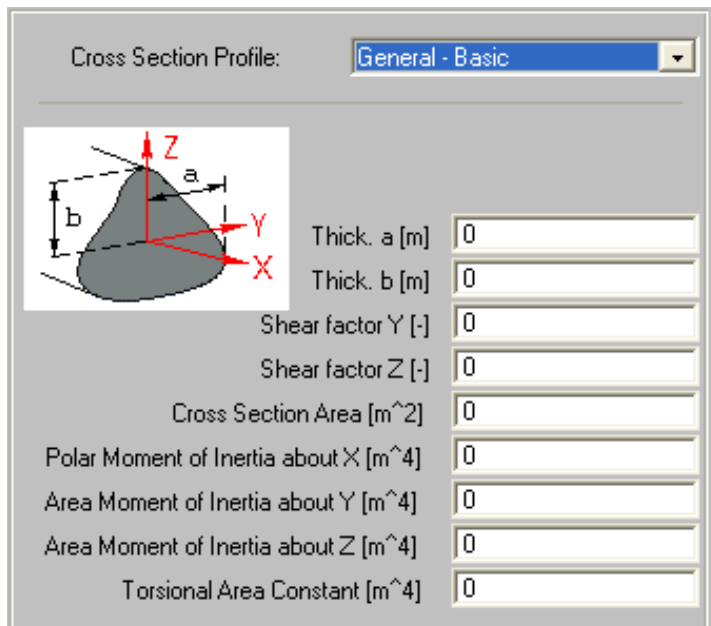 Cross Section Profile: General - Basic
Z
a
b
Y
X
Thick. a [m] 0
Thick. b [m] 0
Shear factor Y [-] 0
Shear factor Z [-] 0
Cross Section Area [m^2] 0
Polar Moment of Inertia about X [m^4] 0
Area Moment of Inertia about Y [m^4] 0
Area Moment of Inertia about Z [m^4] 0
Torsional Area Constant [m^4] 0